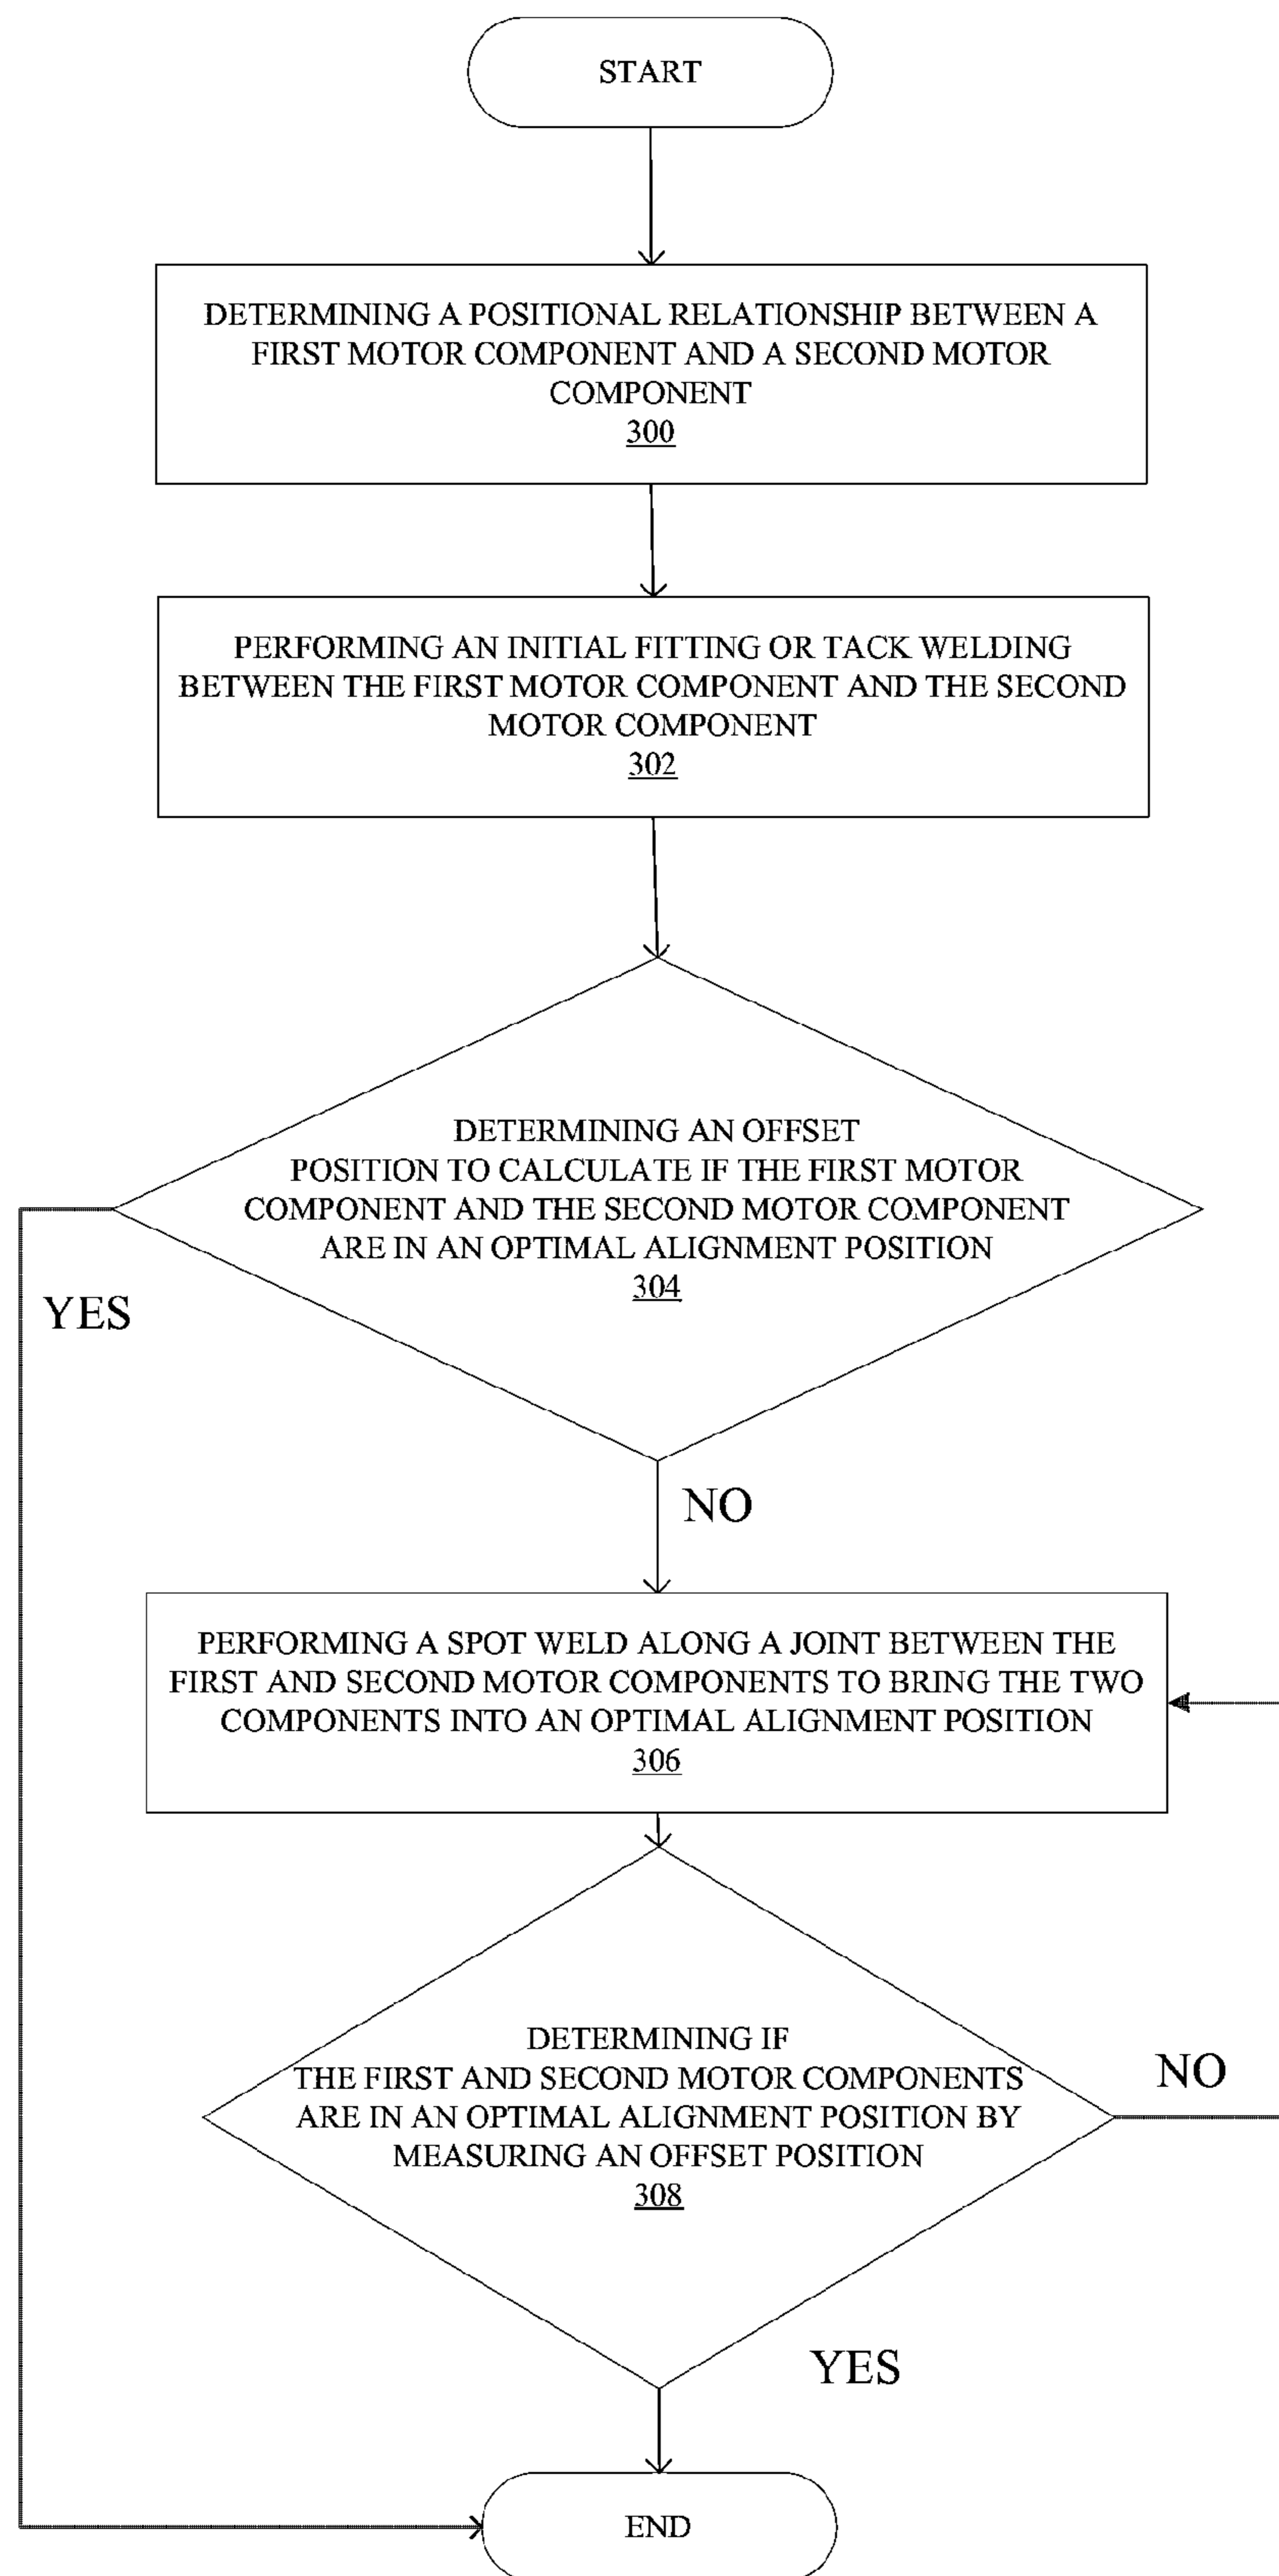 START
DETERMINING A POSITIONAL RELATIONSHIP BETWEEN A
FIRST MOTOR COMPONENT AND A SECOND MOTOR
COMPONENT
300
PERFORMING AN INITIAL FITTING OR TACK WELDING
BETWEEN THE FIRST MOTOR COMPONENT AND THE SECOND
MOTOR COMPONENT
302
DETERMINING AN OFFSET
POSITION TO CALCULATE IF THE FIRST MOTOR
COMPONENT AND THE SECOND MOTOR COMPONENT
ARE IN AN OPTIMAL ALIGNMENT POSITION
304
YES
NO
PERFORMING A SPOT WELD ALONG A JOINT BETWEEN THE
FIRST AND SECOND MOTOR COMPONENTS TO BRING THE TWO
COMPONENTS INTO AN OPTIMAL ALIGNMENT POSITION
306
DETERMINING IF
THE FIRST AND SECOND MOTOR COMPONENTS
ARE IN AN OPTIMAL ALIGNMENT POSITION BY
MEASURING AN OFFSET POSITION
308
NO
YES
END